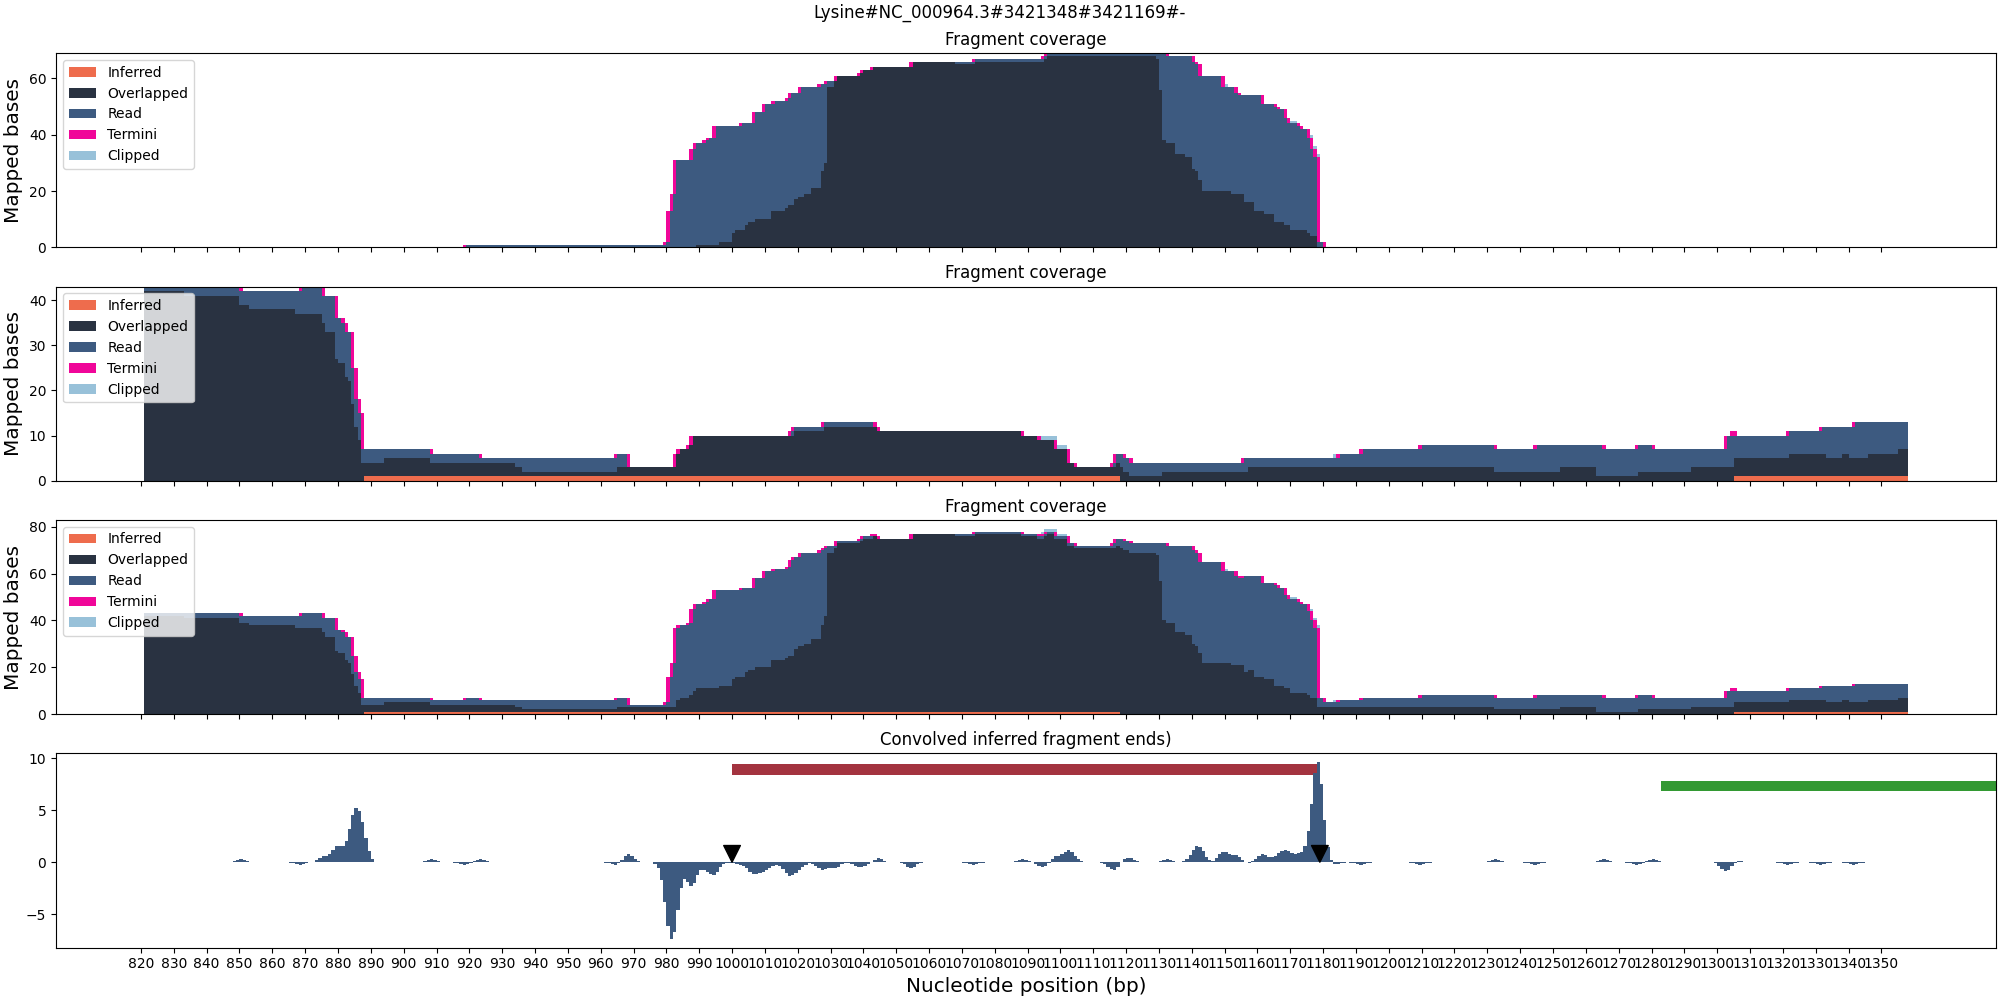 Lysine#NC_000964.3#3421348#3421169#-
Fragment coverage
Mapped bases
60
40
20
0
Inferred
Overlapped
Read
Termini
Clipped
Fragment coverage
Mapped bases
40
30
20
10
0
Inferred
Overlapped
Read
Termini
Clipped
Fragment coverage
Mapped bases
80
60
40
20
0
Inferred
Overlapped
Read
Termini
Clipped
Convolved inferred fragment ends)
10
5
0
−5
820 830 840 850 860 870 880 890 900 910 920 930 940 950 960 970 980 990 1000 1010 1020 1030 1040 1050 1060 1070 1080 1090 1100 1110 1120 1130 1140 1150 1160 1170 1180 1190 1200 1210 1220 1230 1240 1250 1260 1270 1280 1290 1300 1310 1320 1330 1340 1350
Nucleotide position (bp)